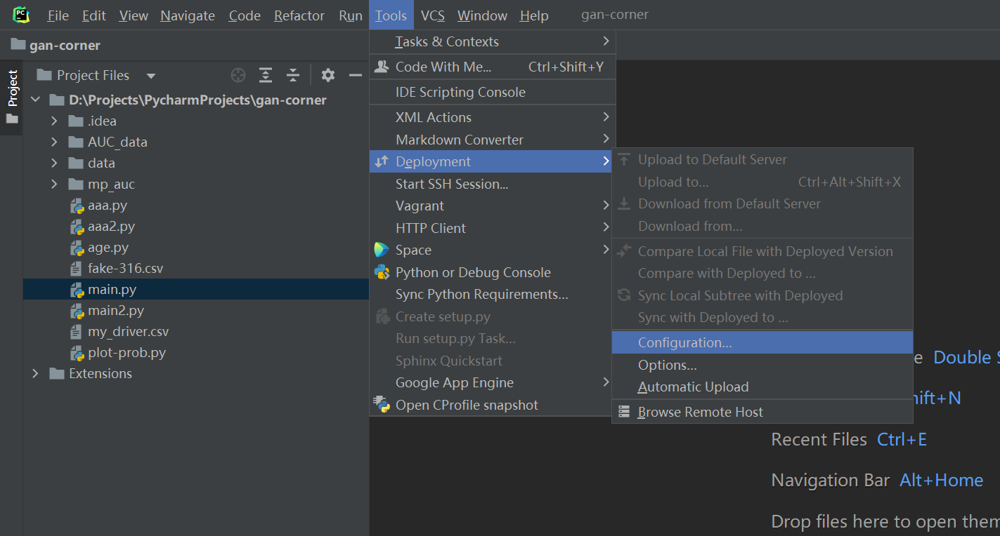 PC
File Edit View Navigate Code Refactor Run Tools VCS Window Help gan-corner
gan-corner
Project
Project Files
D:\Projects\PycharmProjects\gan-corner
.idea
AUC_data
data
mp_auc
aaa.py
aaa2.py
age.py
fake-316.csv
main.py
main2.py
my_driver.csv
plot-prob.py
Extensions
Tasks & Contexts
Code With Me... Ctrl+Shift+Y
IDE Scripting Console
XML Actions
Markdown Converter
Deployment
Start SSH Session...
Vagrant
HTTP Client
Space
Python or Debug Console
Sync Python Requirements...
Create setup.py
Run setup.py Task...
Sphinx Quickstart
Google App Engine
Open CProfile snapshot
Upload to Default Server
Upload to... Ctrl+Alt+Shift+X
Download from Default Server
Download from...
Compare Local File with Deployed Version
Compare with Deployed to ...
Sync Local Subtree with Deployed
Sync with Deployed to ...
Configuration...
Options...
Automatic Upload
Browse Remote Host
e Double S
hift+N
Recent Files Ctrl+E
Navigation Bar Alt+Home
Drop files here to open them